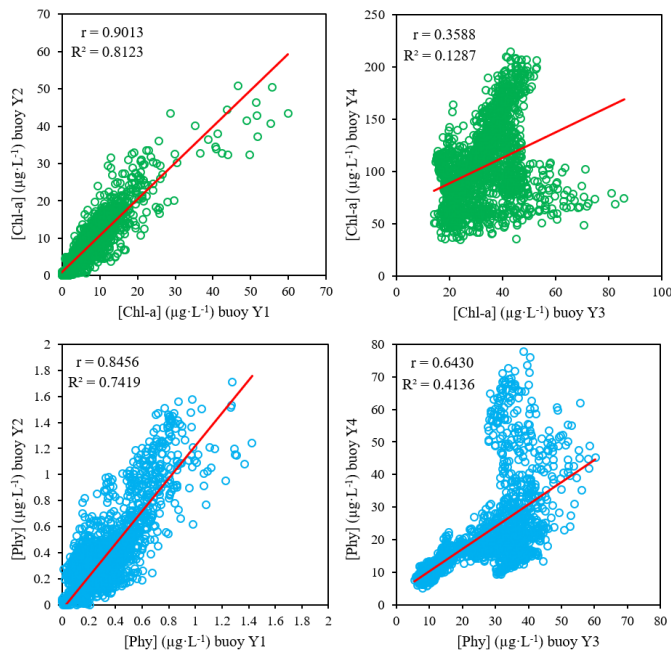 r = 0.9013
R² = 0.8123
70
60
50
40
30
20
10
0
0 10 20 30 40 50 60 70
[Chl-a] (µg·L⁻¹) buoy Y2
[Chl-a] (µg·L⁻¹) buoy Y1
r = 0.3588
R² = 0.1287
250
200
150
100
50
0
0 20 40 60 80 100
[Chl-a] (µg·L⁻¹) buoy Y4
[Chl-a] (µg·L⁻¹) buoy Y3
r = 0.8456
R² = 0.7419
2
1.8
1.6
1.4
1.2
1
0.8
0.6
0.4
0.2
0
0 0.2 0.4 0.6 0.8 1 1.2 1.4 1.6 1.8 2
[Phy] (µg·L⁻¹) buoy Y2
[Phy] (µg·L⁻¹) buoy Y1
r = 0.6430
R² = 0.4136
80
70
60
50
40
30
20
10
0
0 10 20 30 40 50 60 70 80
[Phy] (µg·L⁻¹) buoy Y4
[Phy] (µg·L⁻¹) buoy Y3